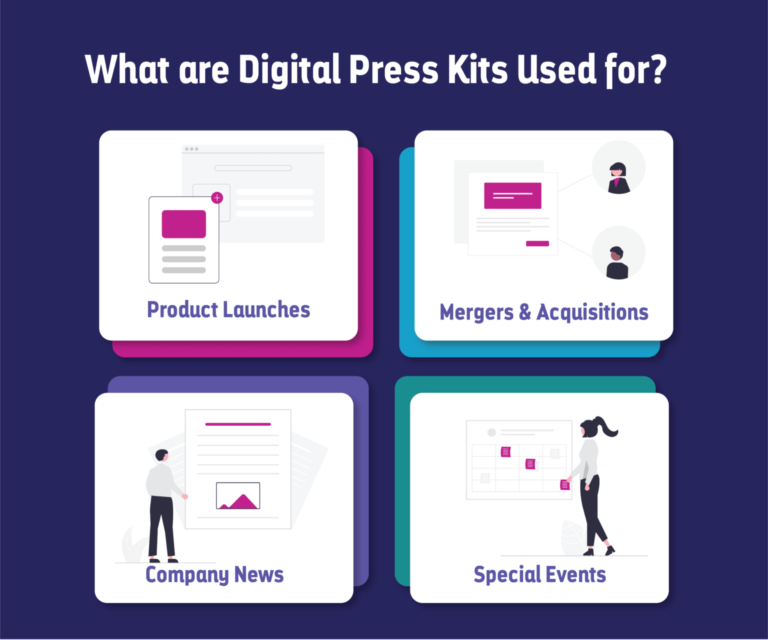 What are Digital Press Kits Used for?
Product Launches
Mergers & Acquisitions
Company News
Special Events